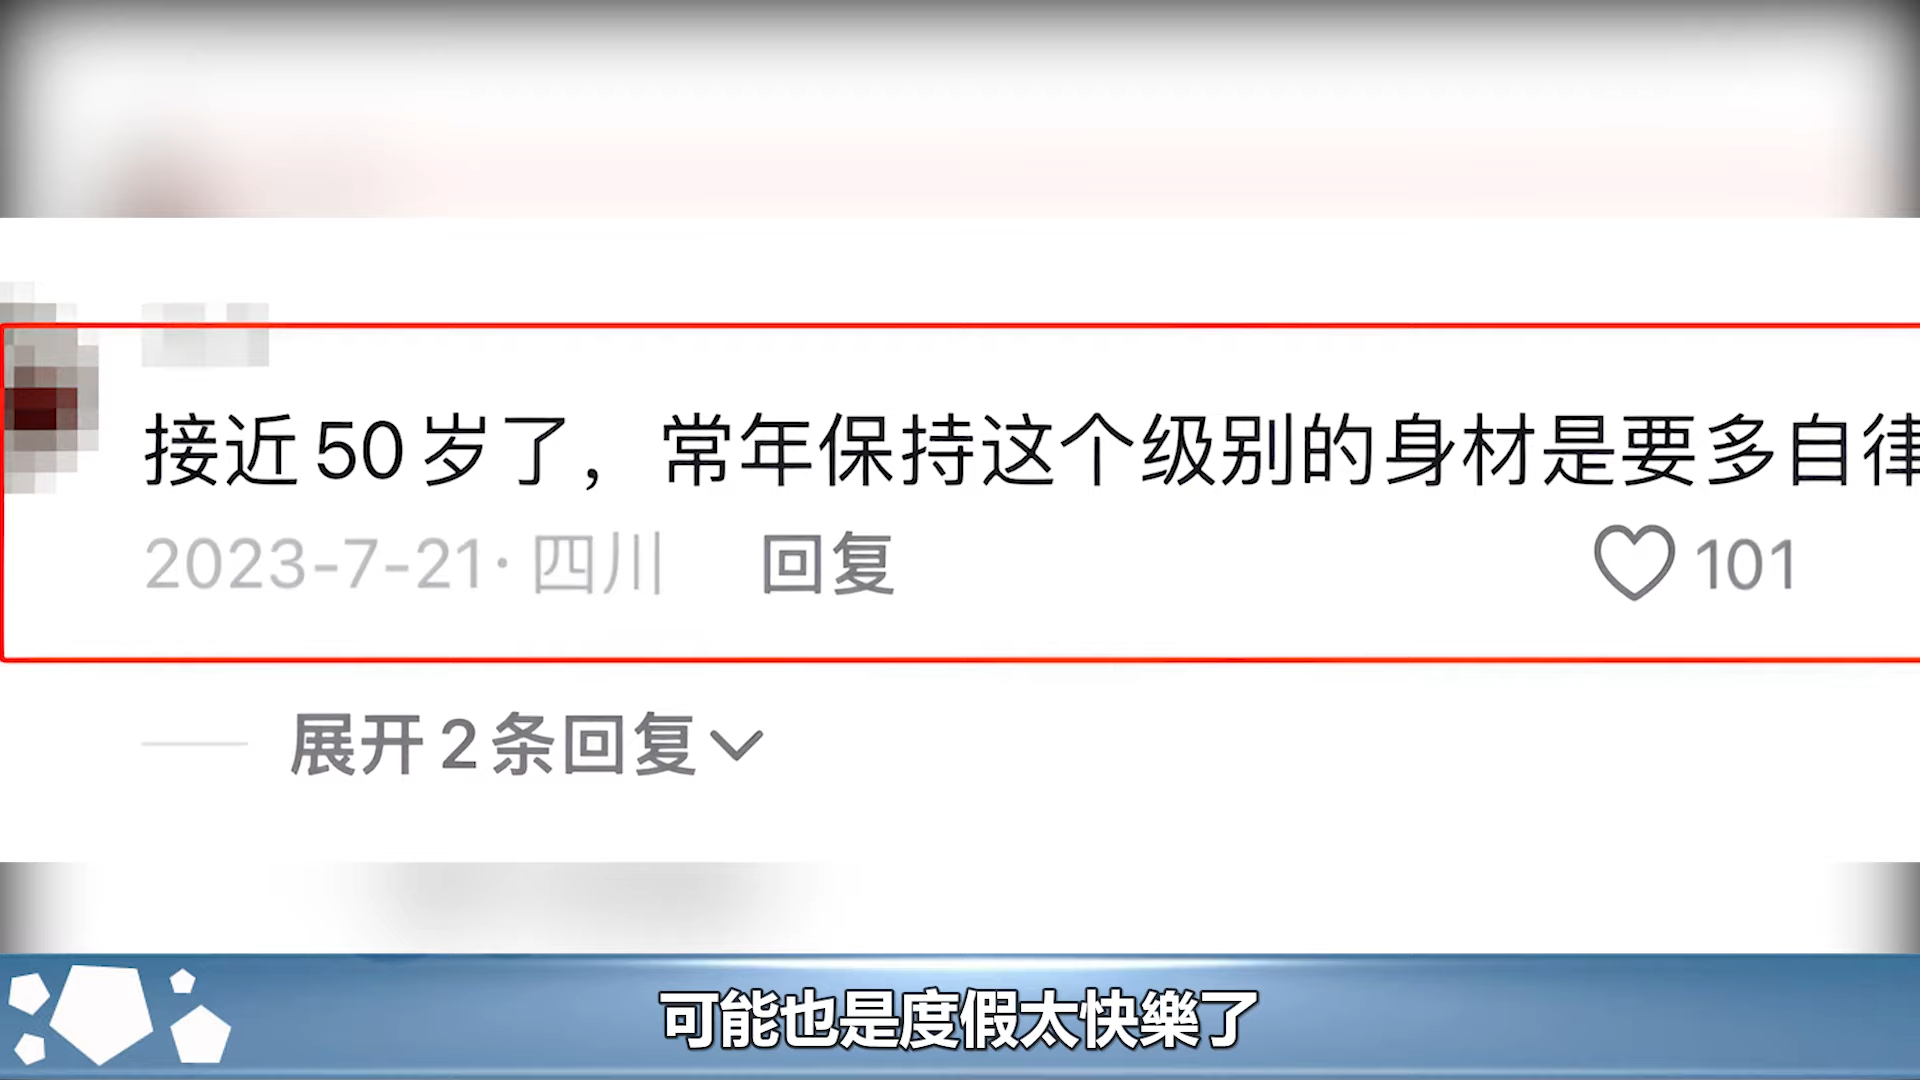 接近50岁了，常年保持这个级别的身材是要多自律
2023-7-21·四川 回复 101
展开2条回复
可能也是度假太快樂了